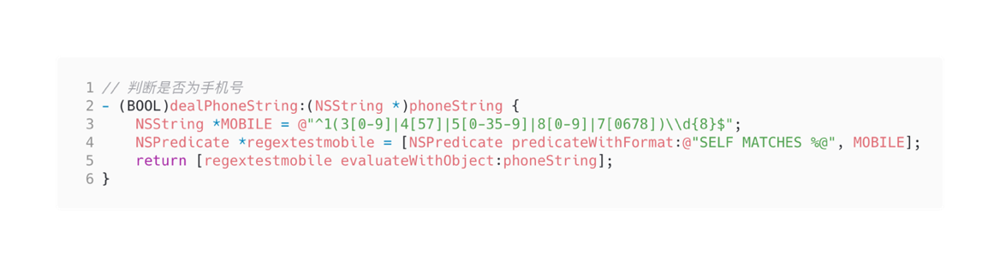 1 // 判断是否为手机号
2 - (BOOL)dealPhoneString:(NSString *)phoneString {
3     NSString *MOBILE = @"^1(3[0-9]|4[57]|5[0-35-9]|8[0-9]|7[0678])\\d{8}$";
4     NSPredicate *regextestmobile = [NSPredicate predicateWithFormat:@"SELF MATCHES %@", MOBILE];
5     return [regextestmobile evaluateWithObject:phoneString];
6 }